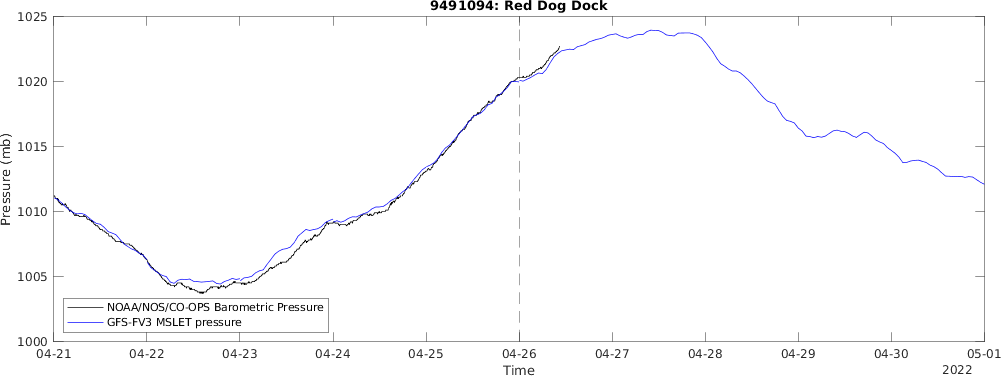 9491094: Red Dog Dock
Pressure (mb)
1025
1020
1015
1010
1005
1000
NOAA/NOS/CO-OPS Barometric Pressure
GFS-FV3 MSLET pressure
04-21 04-22 04-23 04-24 04-25 04-26 04-27 04-28 04-29 04-30 05-01
Time
2022